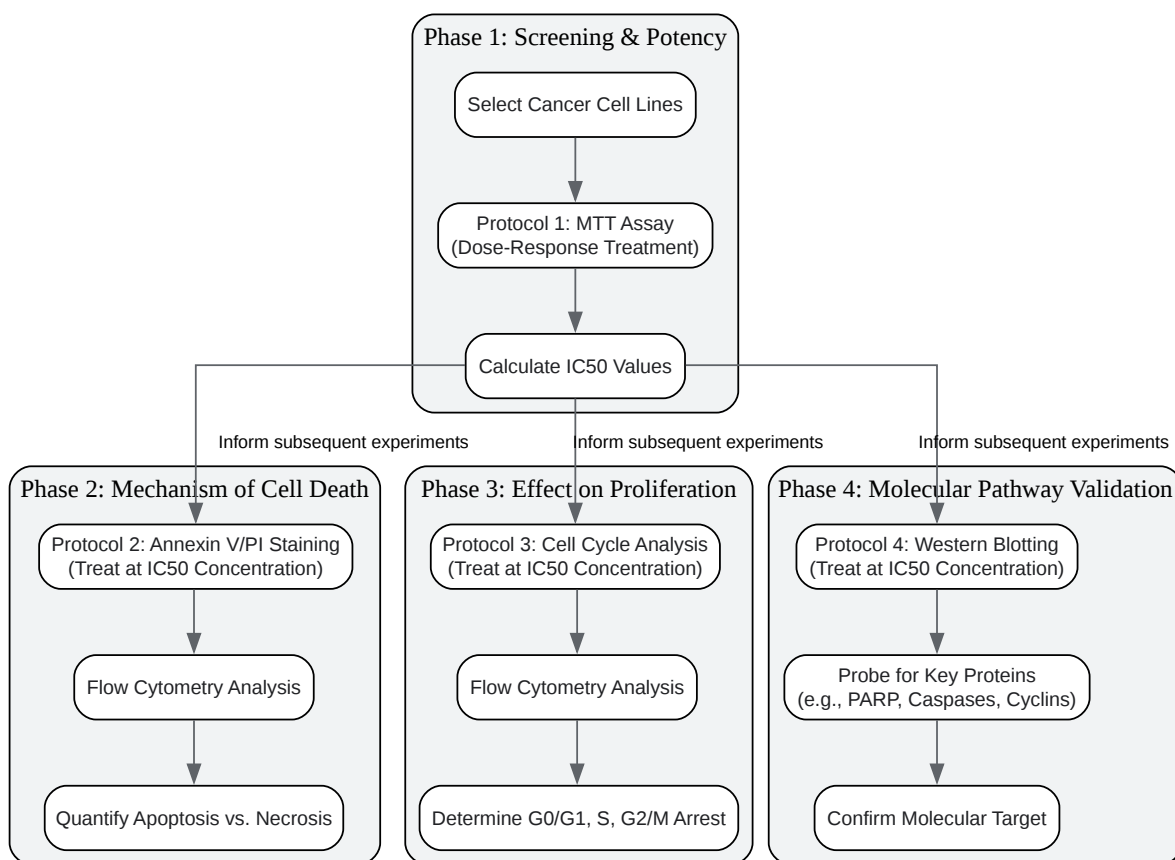 Phase 1: Screening & Potency
Select Cancer Cell Lines
Protocol 1: MTT Assay
(Dose-Response Treatment)
Calculate IC50 Values
Inform subsequent experiments
Inform subsequent experiments
Inform subsequent experiments
Phase 2: Mechanism of Cell Death
Protocol 2: Annexin V/PI Staining
(Treat at IC50 Concentration)
Flow Cytometry Analysis
Quantify Apoptosis vs. Necrosis
Phase 3: Effect on Proliferation
Protocol 3: Cell Cycle Analysis
(Treat at IC50 Concentration)
Flow Cytometry Analysis
Determine G0/G1, S, G2/M Arrest
Phase 4: Molecular Pathway Validation
Protocol 4: Western Blotting
(Treat at IC50 Concentration)
Probe for Key Proteins
(e.g., PARP, Caspases, Cyclins)
Confirm Molecular Target